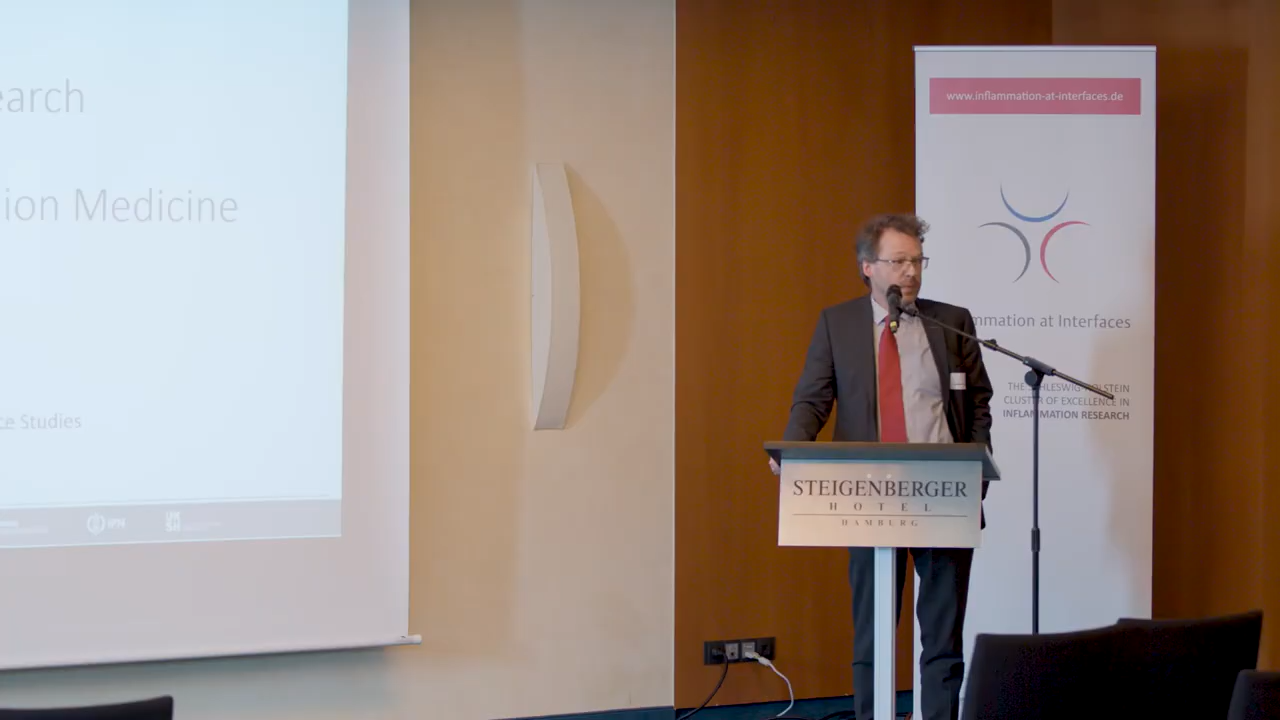 earch
ion Medicine
ce Studies
IPN
www.inflammation-at-interfaces.de
mmation at Interfaces
THE SCHLESWIG-HOLSTEIN
CLUSTER OF EXCELLENCE IN
INFLAMMATION RESEARCH
STEIGENBERGER
HOTEL
HAMBURG